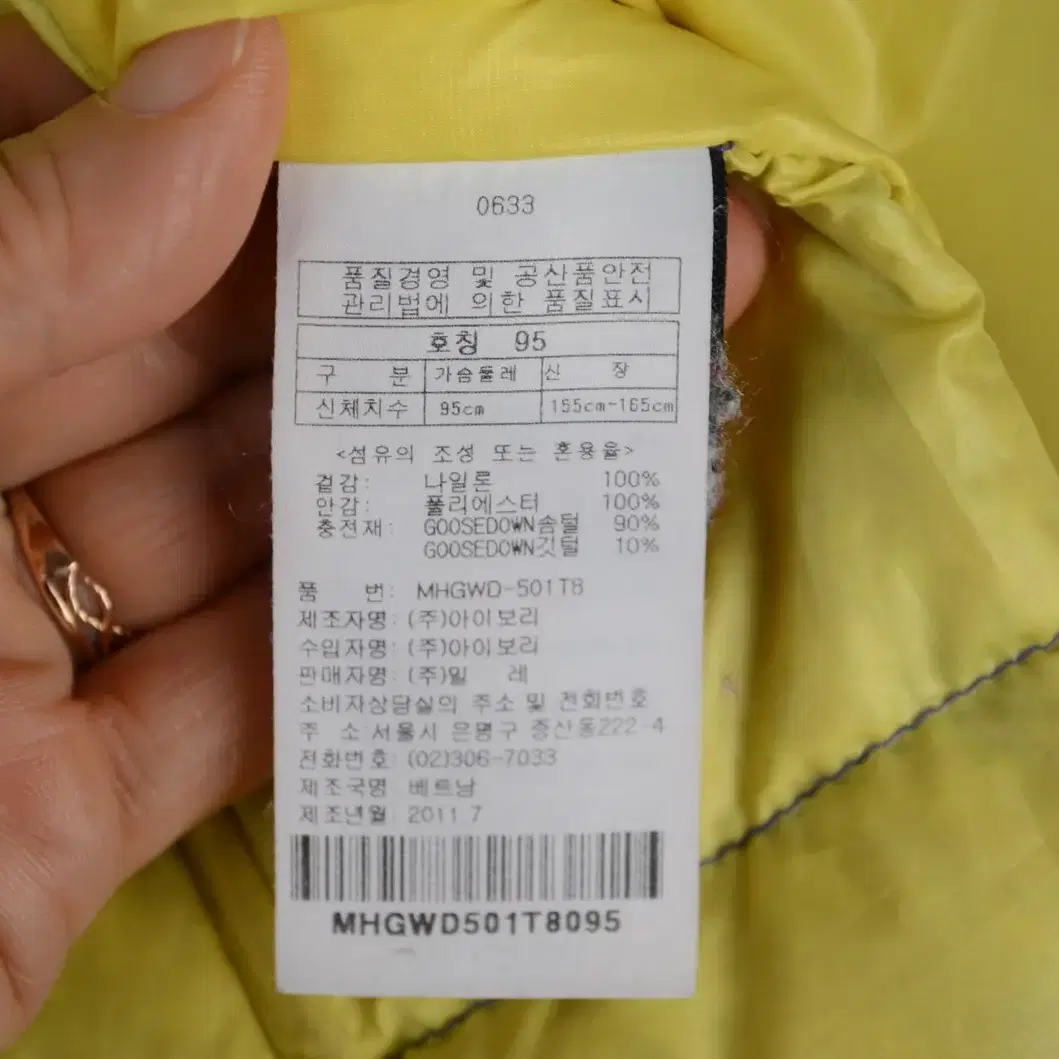 0633
품질경영 및 공산품안전
관리법에 의한 품질표시
호칭 95
구 분 가슴둘레 신 장
신체치수 95cm 155cm-165cm
<섬유의 조성 또는 혼용율>
겉감: 나일론 100%
안감: 폴리에스터 100%
충전재: GOOSEDOWN솜털 90%
GOOSEDOWN깃털 10%
품 번: MHGWD-501T8
제조자명: (주)아이보리
수입자명: (주)아이보리
판매자명: (주)밀 레
소비자상담실의 주소 및 전화번호
주 소 서울시 은평구 증산동222 4
전화번호: (02)306-7033
제조국명 베트남
제조년월 2011.7
MHGWD501T8095